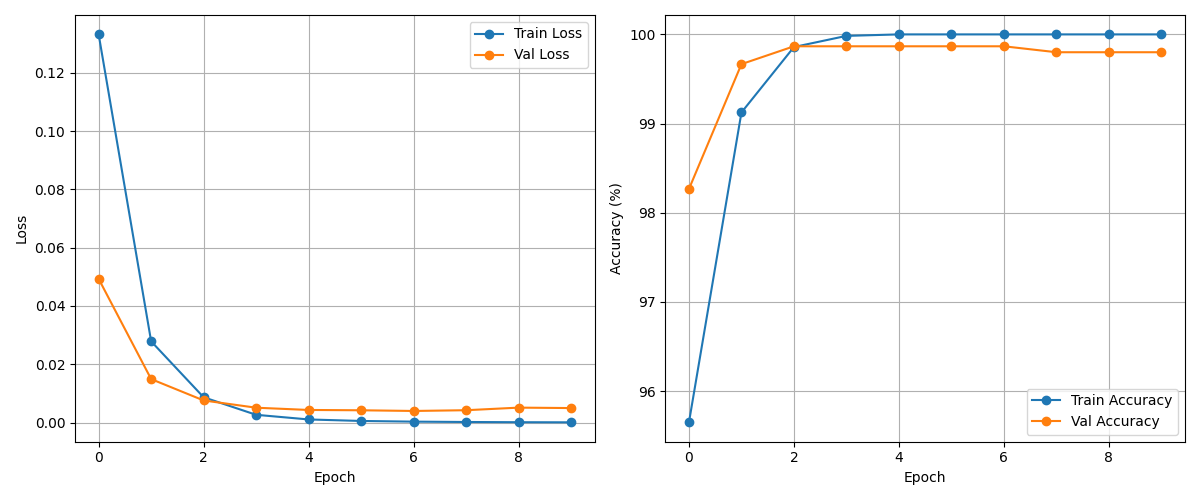 Train Loss
Val Loss
0.12
0.10
0.08
0.06
0.04
0.02
0.00
Loss
0 2 4 6 8
Epoch
100
99
98
97
96
Accuracy (%)
Train Accuracy
Val Accuracy
0 2 4 6 8
Epoch